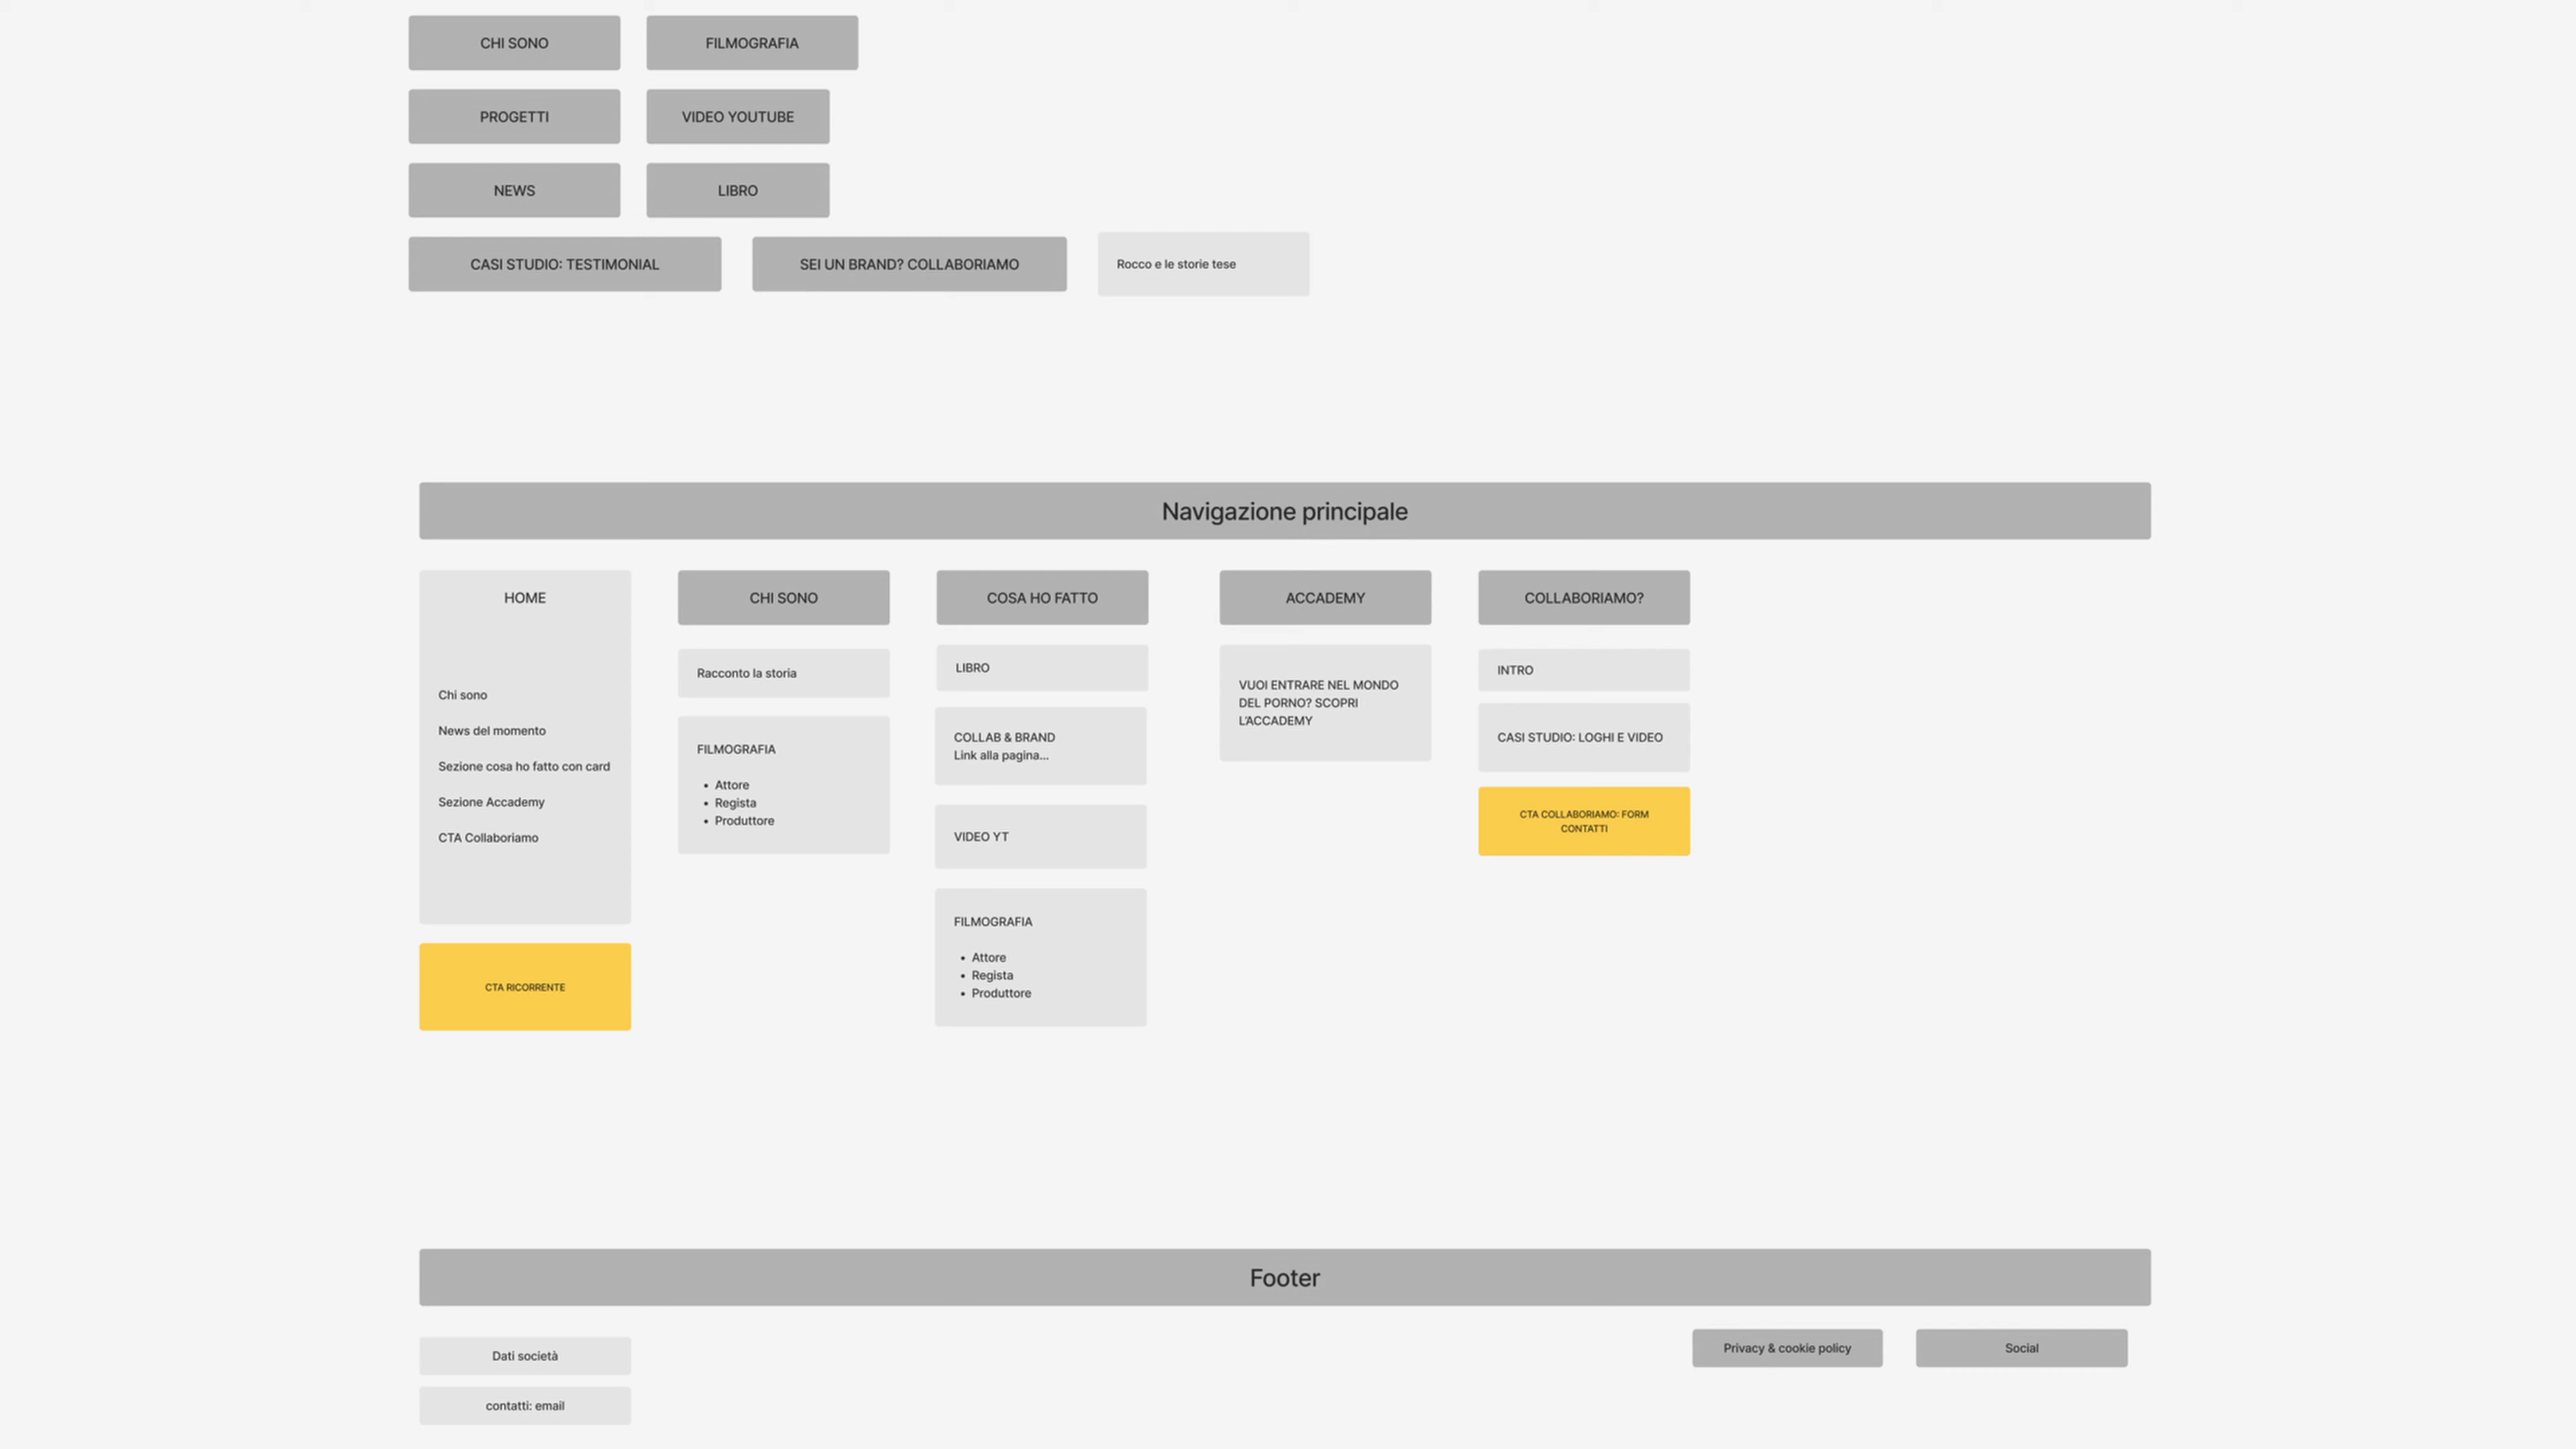 CHI SONO
FILMOGRAFIA
PROGETTI
VIDEO YOUTUBE
NEWS
LIBRO
CASI STUDIO: TESTIMONIAL
SEI UN BRAND? COLLABORIAMO
Rocco e le storie tese
Navigazione principale
HOME
Chi sono
News del momento
Sezione cosa ho fatto con card
Sezione Accademy
CTA Collaboriamo
CTA RICORRENTE
CHI SONO
Racconto la storia
FILMOGRAFIA
• Attore
• Regista
• Produttore
COSA HO FATTO
LIBRO
COLLAB & BRAND
Link alla pagina...
VIDEO YT
FILMOGRAFIA
• Attore
• Regista
• Produttore
ACCADEMY
VUOI ENTRARE NEL MONDO
DEL PORNO? SCOPRI
L'ACCADEMY
COLLABORIAMO?
INTRO
CASI STUDIO: LOGHI E VIDEO
CTA COLLABORIAMO: FORM
CONTATTI
Footer
Dati società
contatti: email
Privacy & cookie policy
Social